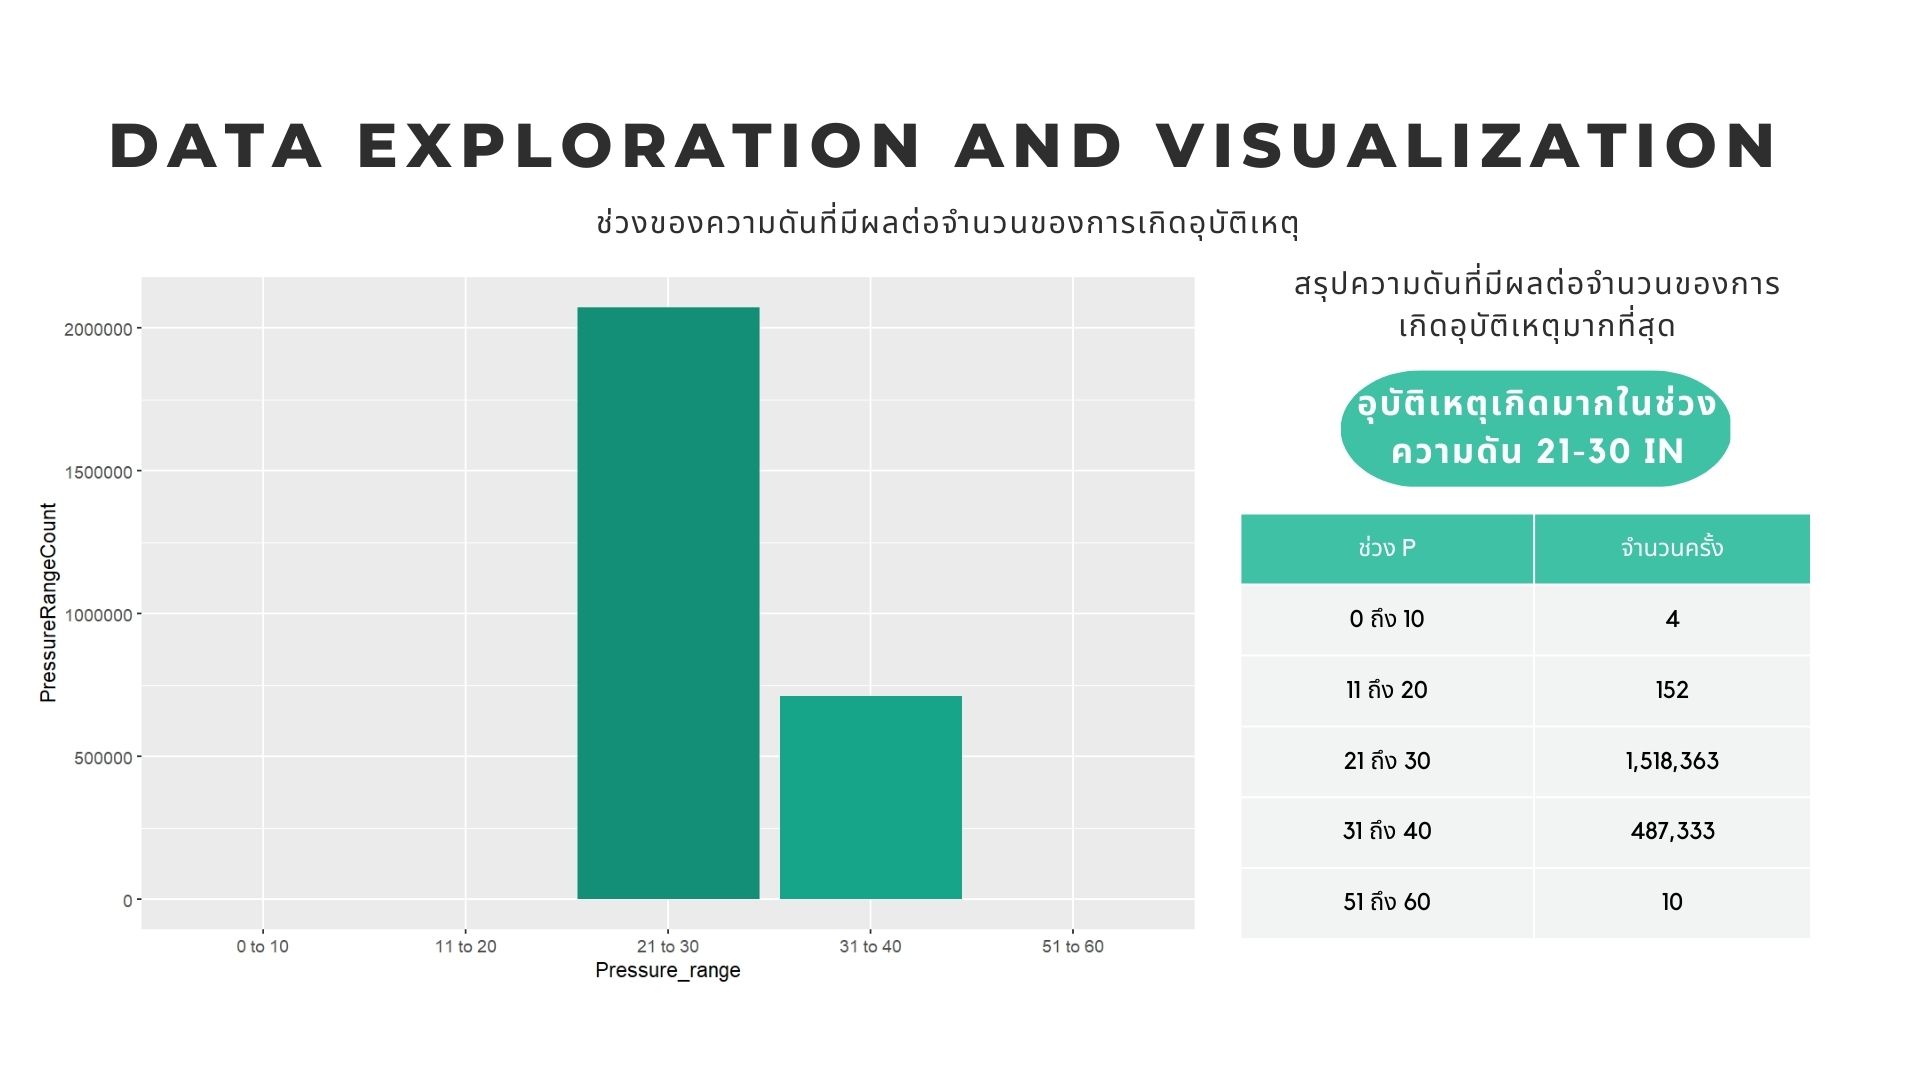 DATA EXPLORATION AND VISUALIZATION
ช่วงของความดันที่มีผลต่อจำนวนของการเกิดอุบัติเหตุ
PressureRangeCount
2000000
1500000
1000000
500000
0
0 to 10
11 to 20
21 to 30
31 to 40
51 to 60
Pressure_range
สรุปความดันที่มีผลต่อจำนวนของการ
เกิดอุบัติเหตุมากที่สุด
อุบัติเหตุเกิดมากในช่วง
ความดัน 21-30 IN
ช่วง P จำนวนครั้ง
0 ถึง 10 4
11 ถึง 20 152
21 ถึง 30 1,518,363
31 ถึง 40 487,333
51 ถึง 60 10